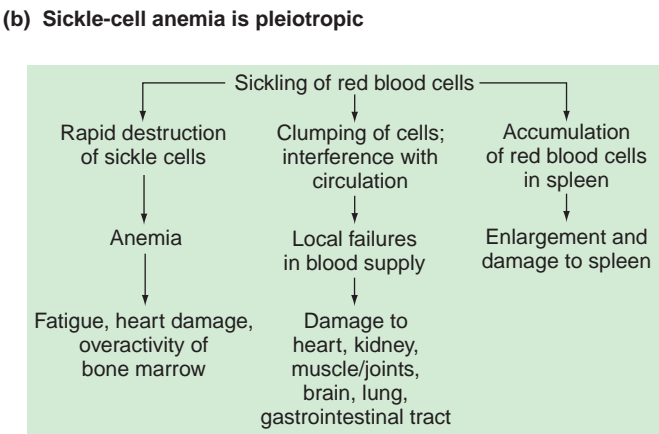 (b) Sickle-cell anemia is pleiotropic
Sickling of red blood cells
Rapid destruction
of sickle cells
Anemia
Fatigue, heart damage,
overactivity of
bone marrow
Clumping of cells;
interference with
circulation
Local failures
in blood supply
Damage to
heart, kidney,
muscle/joints,
brain, lung,
gastrointestinal tract
Accumulation
of red blood cells
in spleen
Enlargement and
damage to spleen